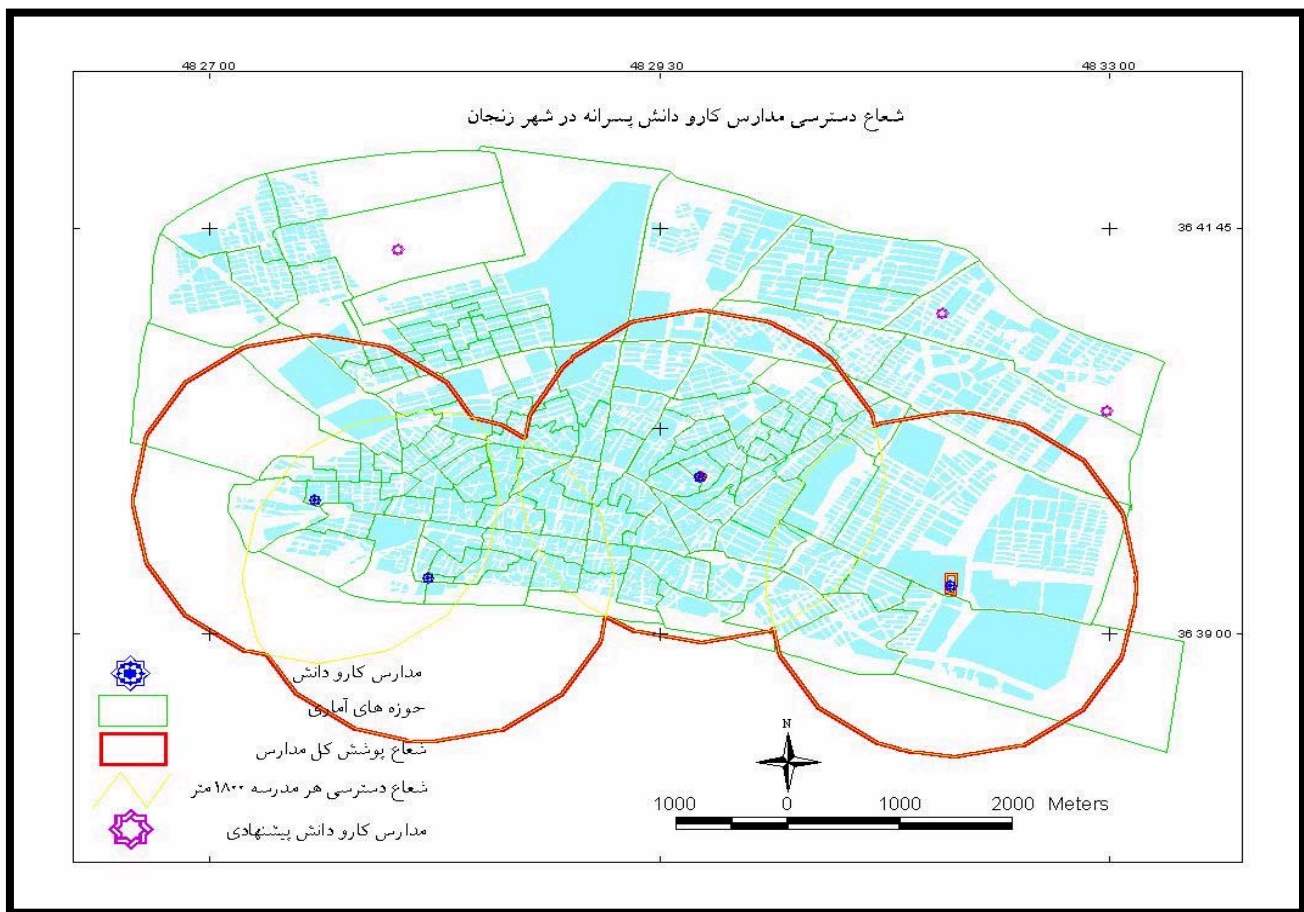 48 27 00 48 29 30 48 33 00
شعاع دسترسی مدارس کارو دانش پسرانه در شهر زنجان
36 41 45
36 39 00
مدارس کارو دانش
حوزه های آماری
شعاع پوشش کل مدارس
شعاع دسترسی هر مدرسه ۱۸۰۰ متر
مدارس کارو دانش پیشنهادی
N
1000 0 1000 2000 Meters